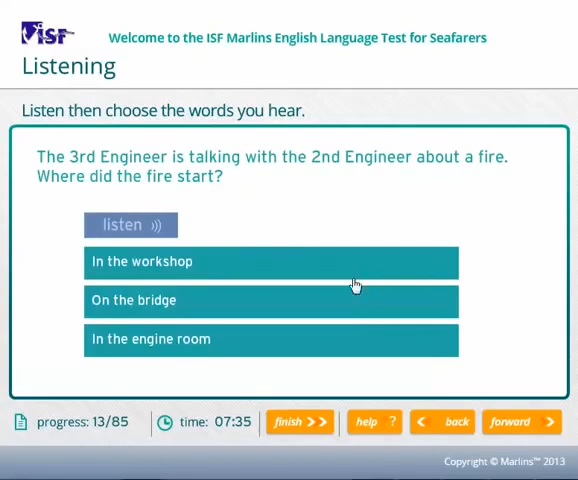 ISF
Welcome to the ISF Marlins English Language Test for Seafarers
Listening
Listen then choose the words you hear.
The 3rd Engineer is talking with the 2nd Engineer about a fire.
Where did the fire start?
listen
In the workshop
On the bridge
In the engine room
progress: 13/85 time: 07:35 finish >> help ? < back forward >
Copyright © Marlins™ 2013